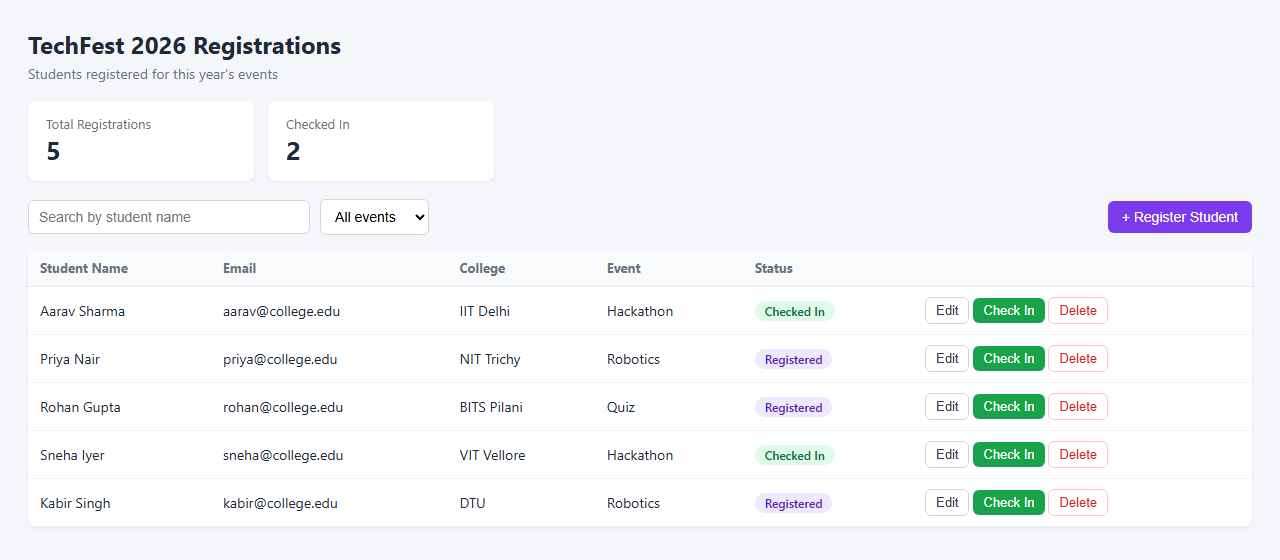 TechFest 2026 Registrations
Students registered for this year's events
Total Registrations Checked In
5 2
Search by student name All events + Register Student
Student Name Email College Event Status
Aarav Sharma aarav@college.edu IIT Delhi Hackathon Checked In Edit Check In Delete
Priya Nair priya@college.edu NIT Trichy Robotics Registered Edit Check In Delete
Rohan Gupta rohan@college.edu BITS Pilani Quiz Registered Edit Check In Delete
Sneha Iyer sneha@college.edu VIT Vellore Hackathon Checked In Edit Check In Delete
Kabir Singh kabir@college.edu DTU Robotics Registered Edit Check In Delete